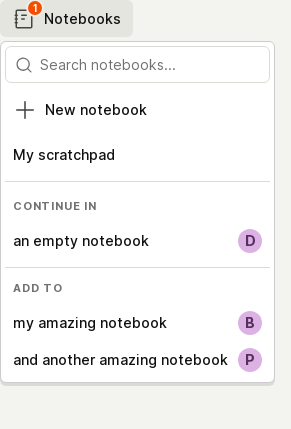 1
Notebooks
Search notebooks...
New notebook
My scratchpad
CONTINUE IN
an empty notebook D
ADD TO
my amazing notebook B
and another amazing notebook P